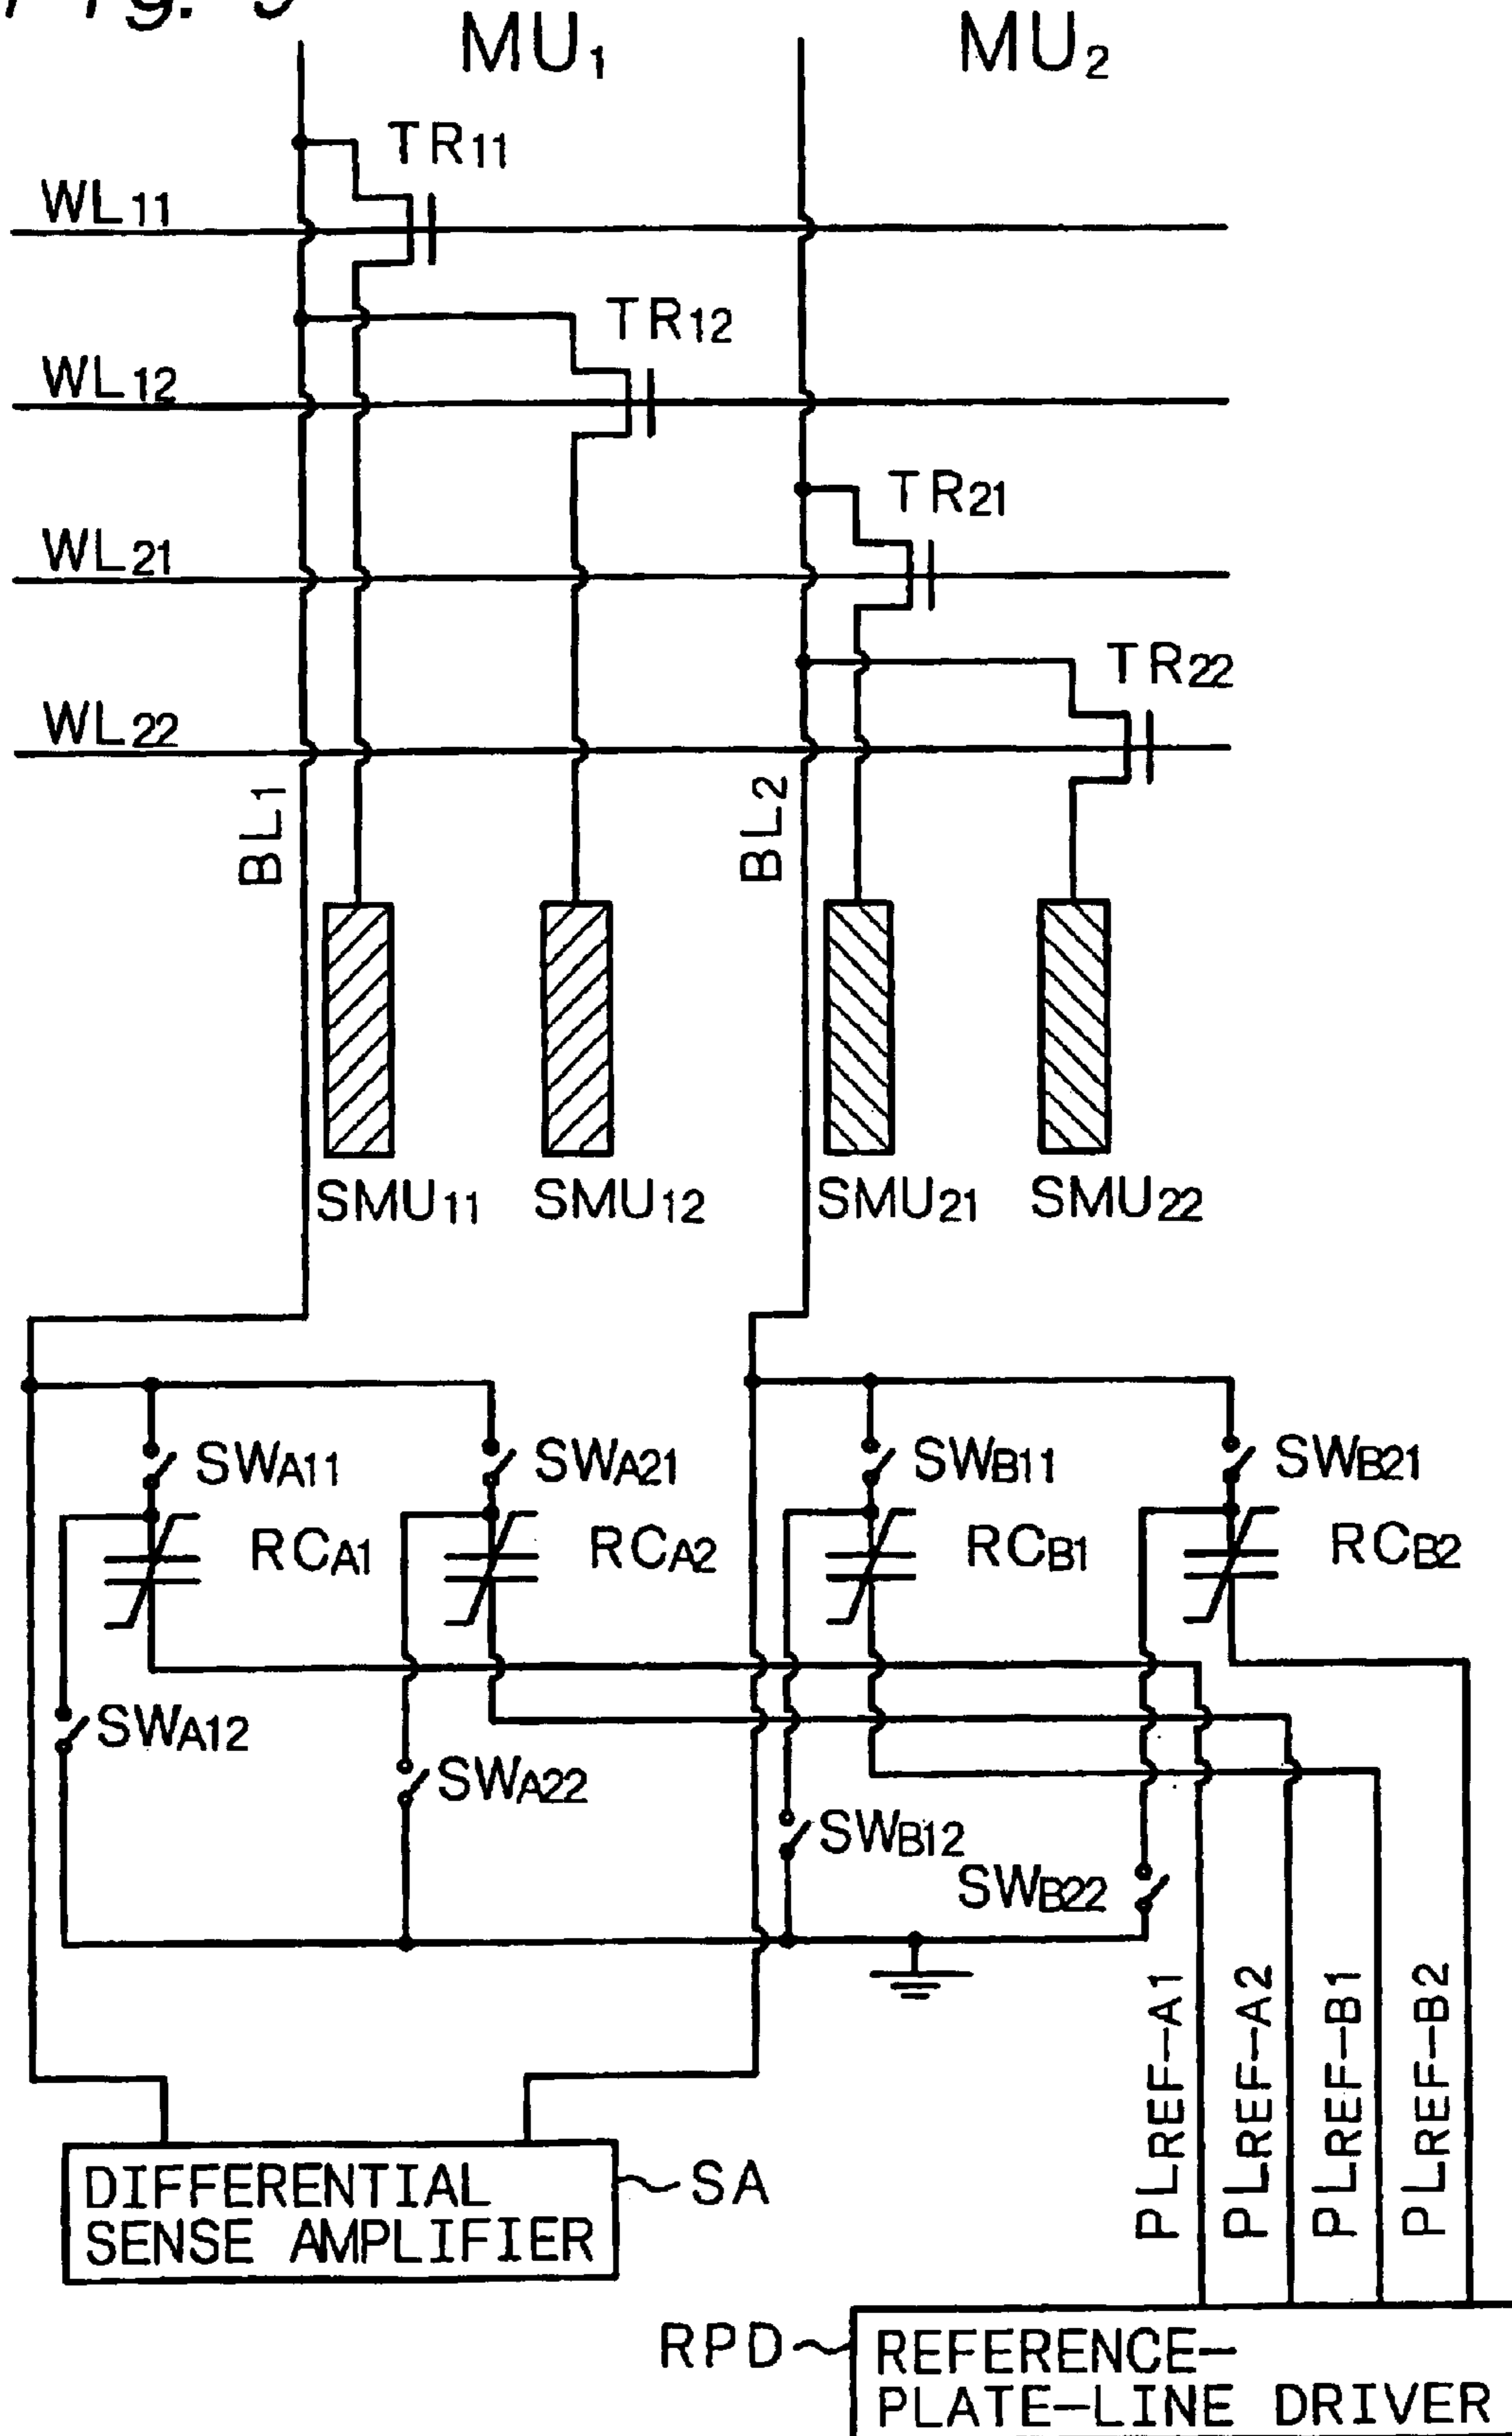 MU1 MU2
TR11
WL11
TR12
WL12
TR21
WL21
TR22
WL22
BL1 BL2
SMU11 SMU12 SMU21 SMU22
SWA11 SWA21 SWB11 SWB21
RCA1 RCA2 RCB1 RCB2
SWA12
SWA22
SWB12
SWB22
PLREF-A1
PLREF-A2
PLREF-B1
PLREF-B2
DIFFERENTIAL
SENSE AMPLIFIER
SA
RPD
REFERENCE-
PLATE-LINE DRIVER